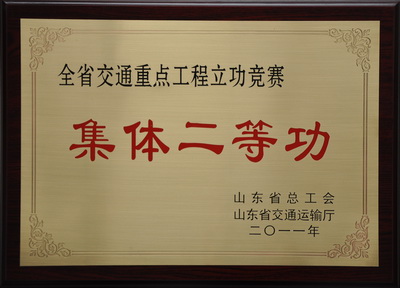 全省交通重点工程立功竞赛
集体二等功
山东省总工会
山东省交通运输厅
二〇一一年